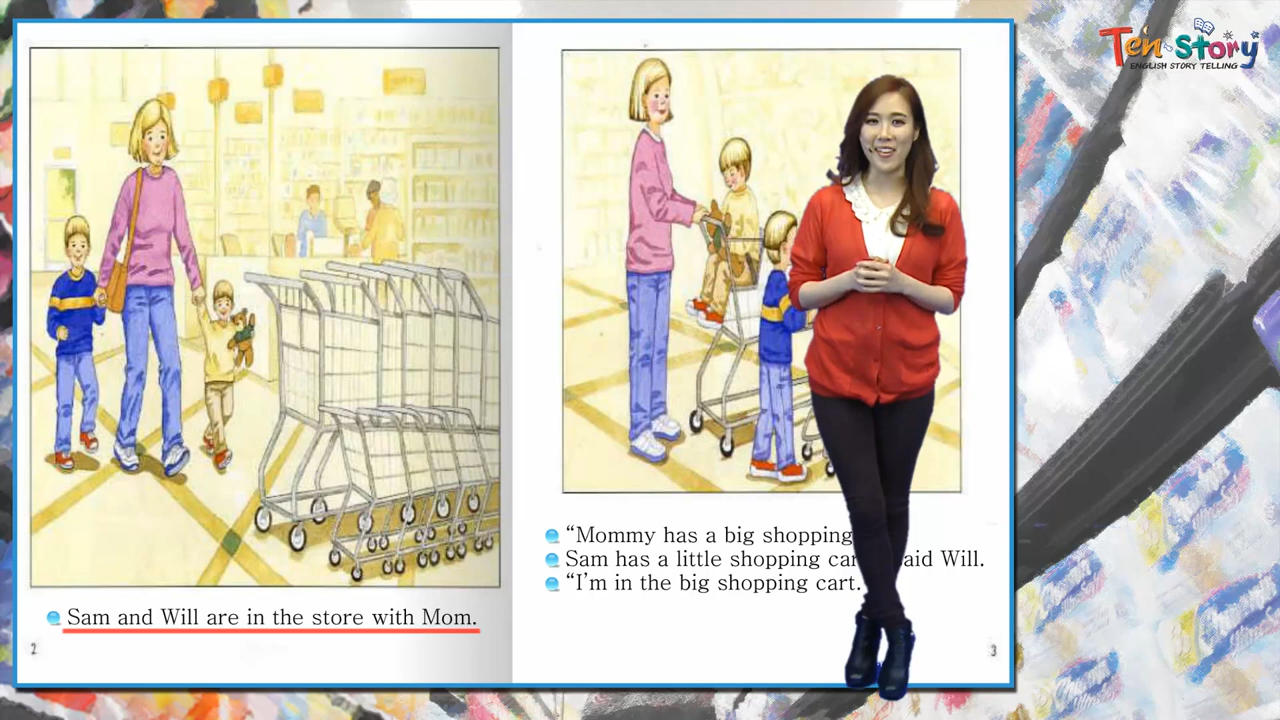 Ten Story
ENGLISH STORY TELLING
Sam and Will are in the store with Mom.
2
“Mommy has a big shopping
Sam has a little shopping car said Will.
“I’m in the big shopping cart.
3